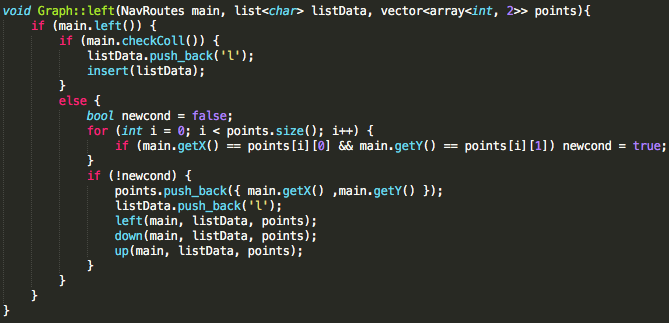 void Graph::left(NavRoutes main, list<char> listData, vector<array<int, 2>> points){
    if (main.left()) {
        if (main.checkColl()) {
            listData.push_back('l');
            insert(listData);
        }
        else {
            bool newcond = false;
            for (int i = 0; i < points.size(); i++) {
                if (main.getX() == points[i][0] && main.getY() == points[i][1]) newcond = true;
            }
            if (!newcond) {
                points.push_back({ main.getX() ,main.getY() });
                listData.push_back('l');
                left(main, listData, points);
                down(main, listData, points);
                up(main, listData, points);
            }
        }
    }
}